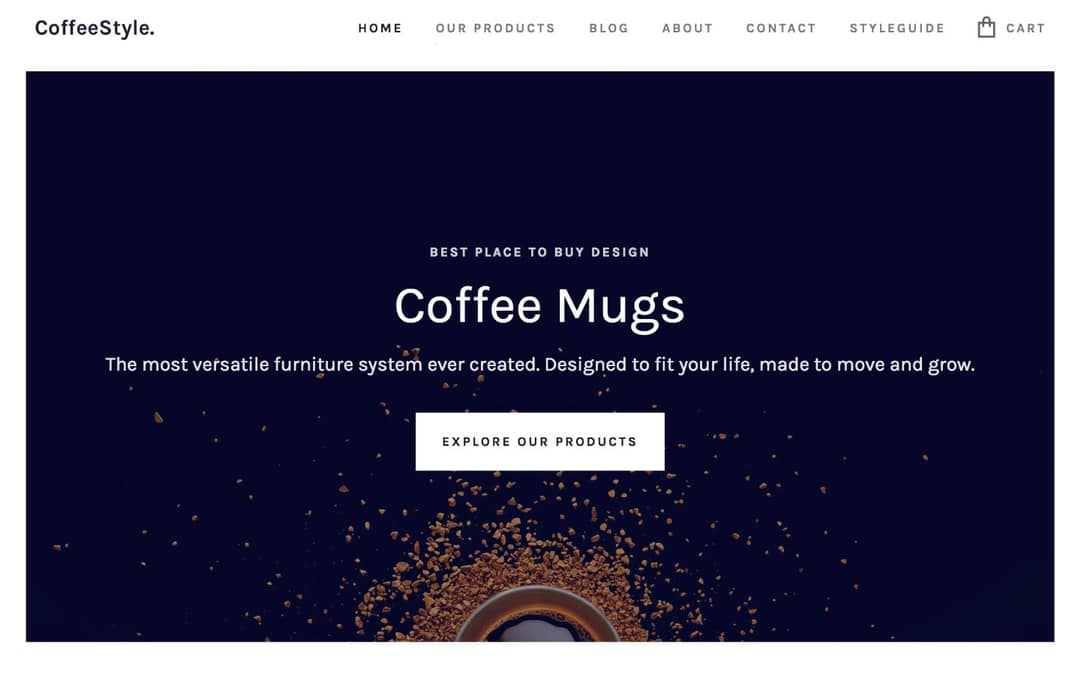 CoffeeStyle.
HOME OUR PRODUCTS BLOG ABOUT CONTACT STYLEGUIDE CART
BEST PLACE TO BUY DESIGN
Coffee Mugs
The most versatile furniture system ever created. Designed to fit your life, made to move and grow.
EXPLORE OUR PRODUCTS